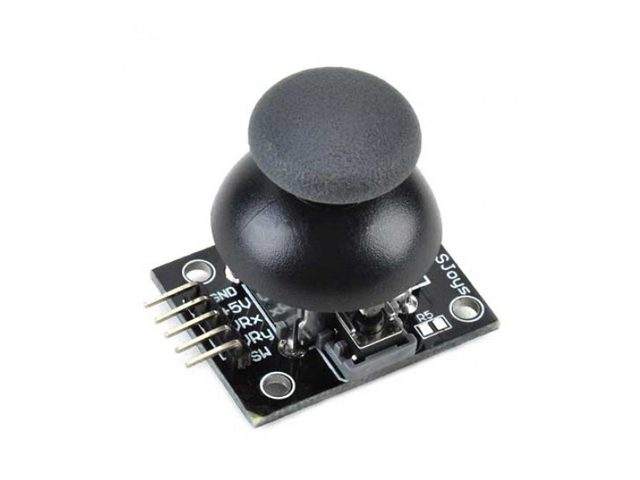 GND
+5V
VRx
VRy
SW
SJoys
R5